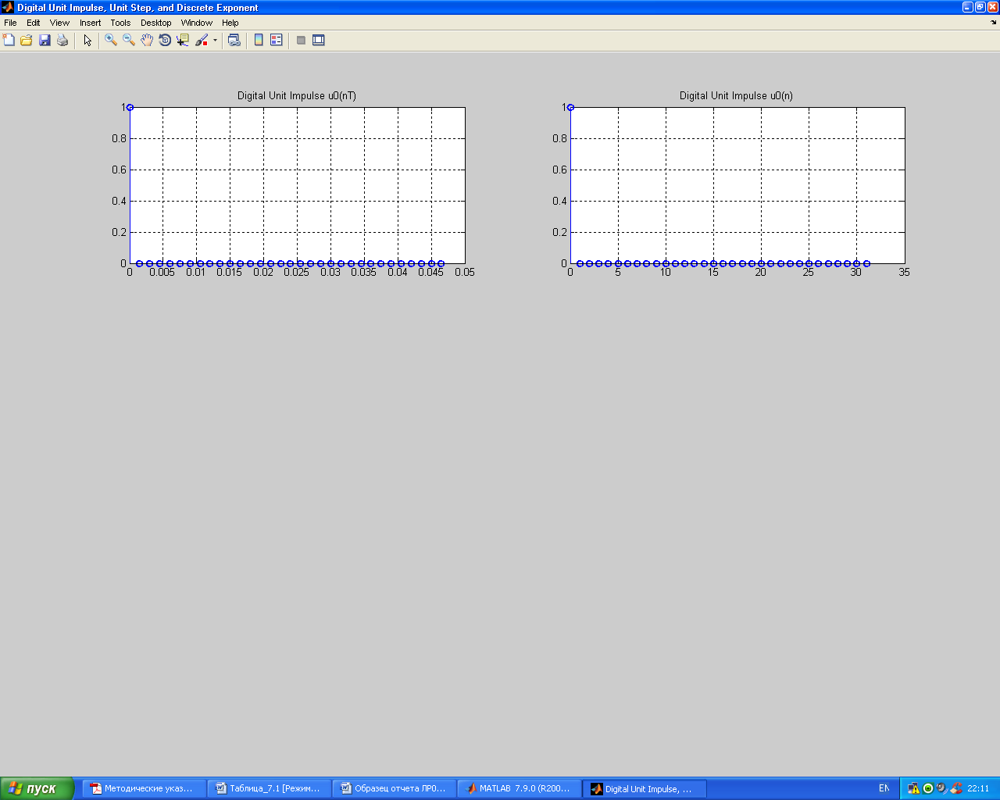 Digital Unit Impulse, Unit Step, and Discrete Exponent
File Edit View Insert Tools Desktop Window Help
Digital Unit Impulse u0(nT)
1
0.8
0.6
0.4
0.2
0
0 0.005 0.01 0.015 0.02 0.025 0.03 0.035 0.04 0.045 0.05
Digital Unit Impulse u0(n)
1
0.8
0.6
0.4
0.2
0
0 5 10 15 20 25 30 35
пуск Методические указ... Таблица_7.1 [Режим... Образец отчета ЛР0... MATLAB 7.9.0 (R200... Digital Unit Impulse, ... EN 22:11